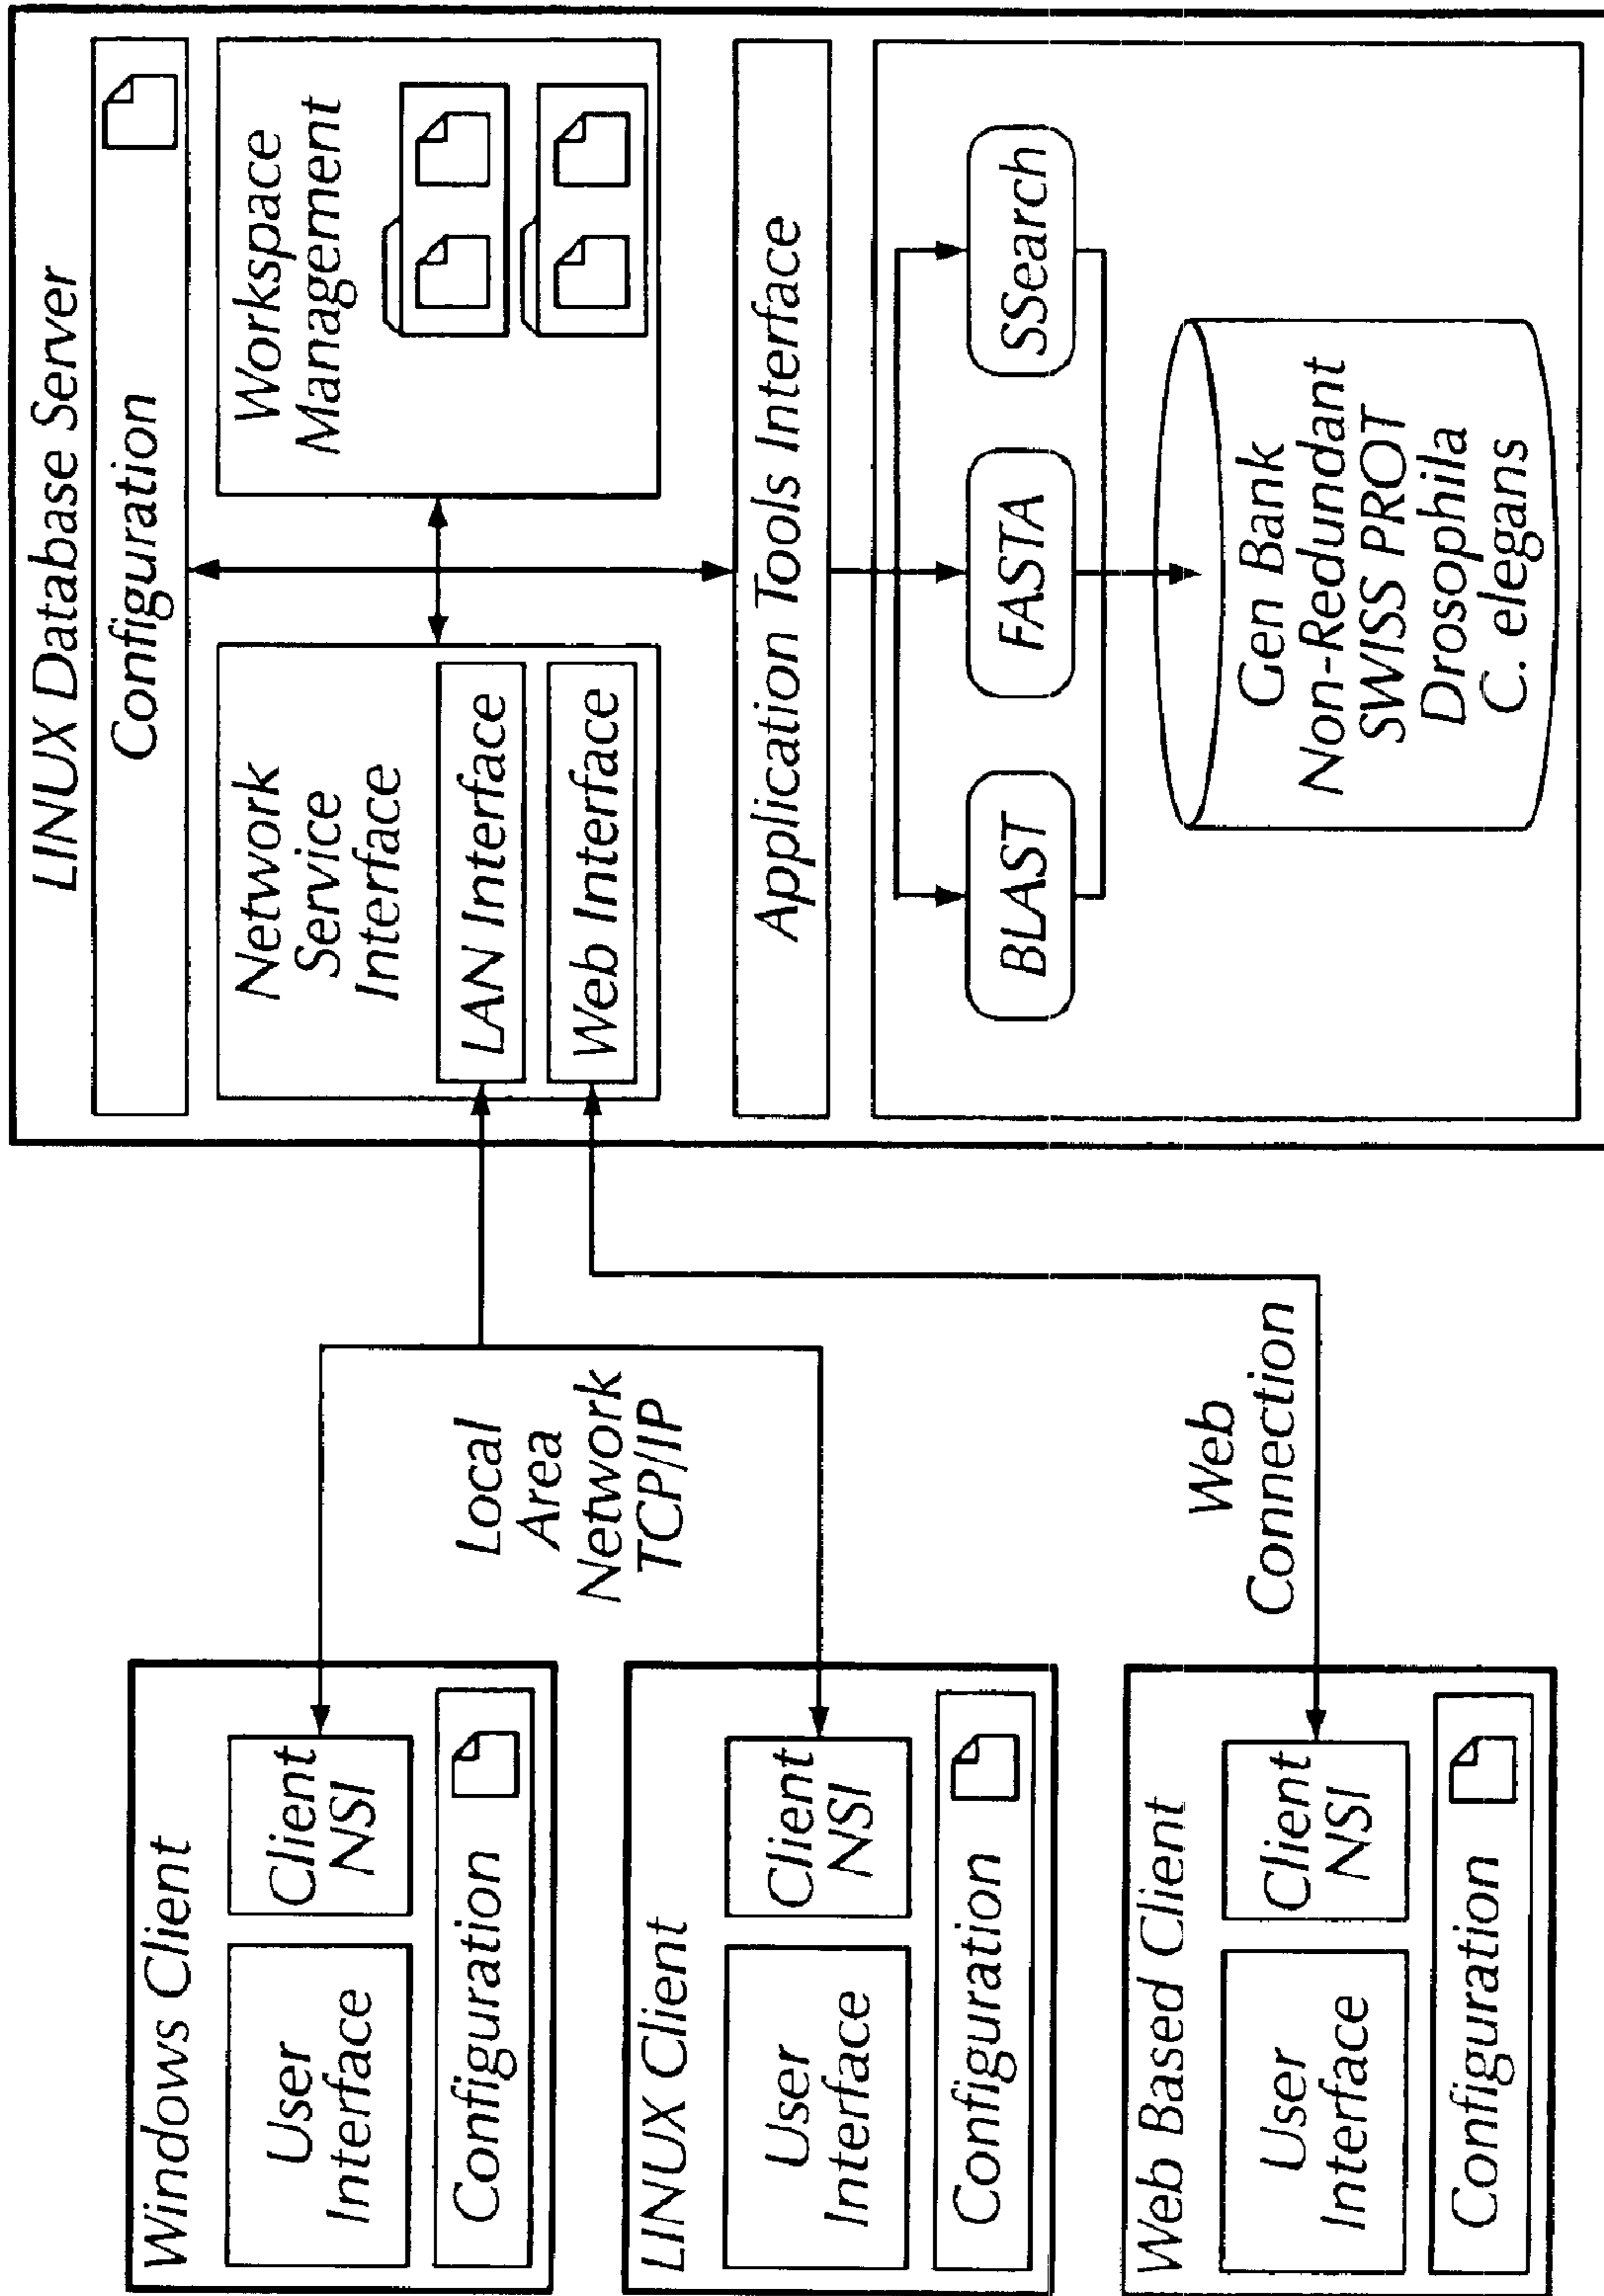 Windows Client
User
Interface
Client
NSI
Configuration
LINUX Client
User
Interface
Client
NSI
Configuration
Web Based Client
User
Interface
Client
NSI
Configuration
Local
Area
Network
TCP/IP
Web
Connection
LINUX Database Server
Configuration
Network
Service
Interface
LAN Interface
Web Interface
Workspace
Management
Application Tools Interface
BLAST
FASTA
SSearch
Gen Bank
Non-Redundant
SWISS PROT
Drosophila
C. elegans